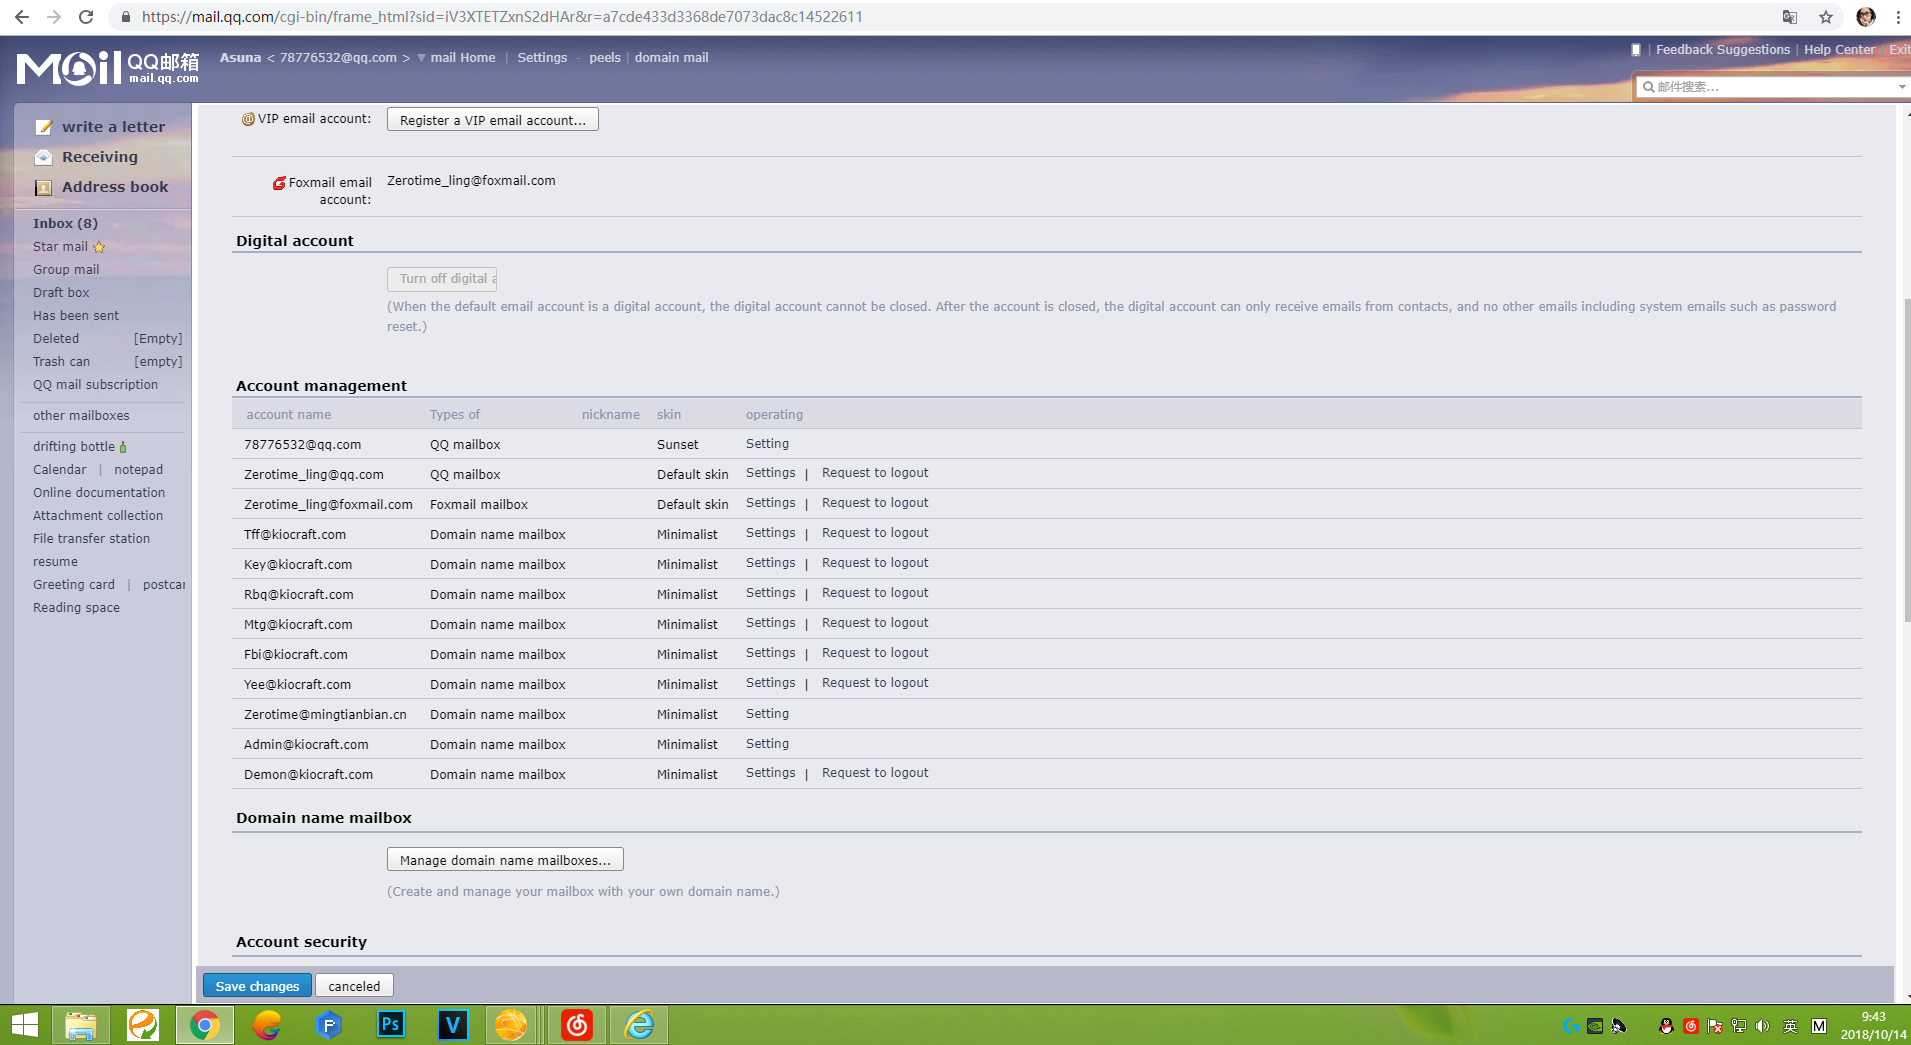 https://mail.qq.com/cgi-bin/frame_html?sid=iV3XTETZxnS2dHAr&r=a7cde433d3368de7073dac8c14522611
Mail QQ邮箱
mail.qq.com
Asuna < 78776532@qq.com > ▼ mail Home | Settings - peels | domain mail
| Feedback Suggestions | Help Center | Exit
邮件搜索...
write a letter
Receiving
Address book
Inbox (8)
Star mail
Group mail
Draft box
Has been sent
Deleted [Empty]
Trash can [empty]
QQ mail subscription
other mailboxes
drifting bottle
Calendar | notepad
Online documentation
Attachment collection
File transfer station
resume
Greeting card | postcar
Reading space
VIP email account: Register a VIP email account...
Foxmail email account: Zerotime_ling@foxmail.com
Digital account
Turn off digital a
(When the default email account is a digital account, the digital account cannot be closed. After the account is closed, the digital account can only receive emails from contacts, and no other emails including system emails such as password
reset.)
Account management
account name Types of nickname skin operating
78776532@qq.com QQ mailbox Sunset Setting
Zerotime_ling@qq.com QQ mailbox Default skin Settings | Request to logout
Zerotime_ling@foxmail.com Foxmail mailbox Default skin Settings | Request to logout
Tff@kiocraft.com Domain name mailbox Minimalist Settings | Request to logout
Key@kiocraft.com Domain name mailbox Minimalist Settings | Request to logout
Rbq@kiocraft.com Domain name mailbox Minimalist Settings | Request to logout
Mtg@kiocraft.com Domain name mailbox Minimalist Settings | Request to logout
Fbi@kiocraft.com Domain name mailbox Minimalist Settings | Request to logout
Yee@kiocraft.com Domain name mailbox Minimalist Settings | Request to logout
Zerotime@mingtianbian.cn Domain name mailbox Minimalist Setting
Admin@kiocraft.com Domain name mailbox Minimalist Setting
Demon@kiocraft.com Domain name mailbox Minimalist Settings | Request to logout
Domain name mailbox
Manage domain name mailboxes...
(Create and manage your mailbox with your own domain name.)
Account security
Save changes canceled
Ps
V
英 M
9:43
2018/10/14